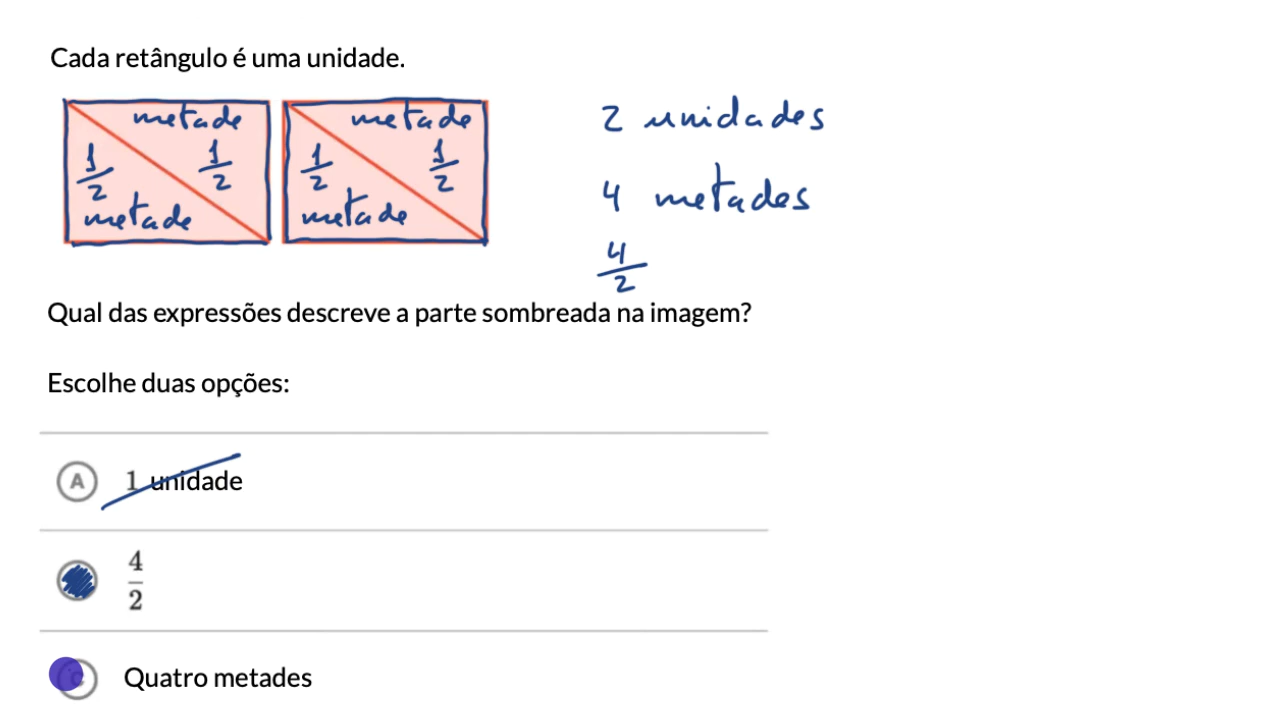 Cada retângulo é uma unidade.
metade metade 2 unidades
1/2 1/2 1/2 1/2
metade metade 4 metades
4/2
Qual das expressões descreve a parte sombreada na imagem?
Escolhe duas opções:
A 1 unidade
4/2
C Quatro metades